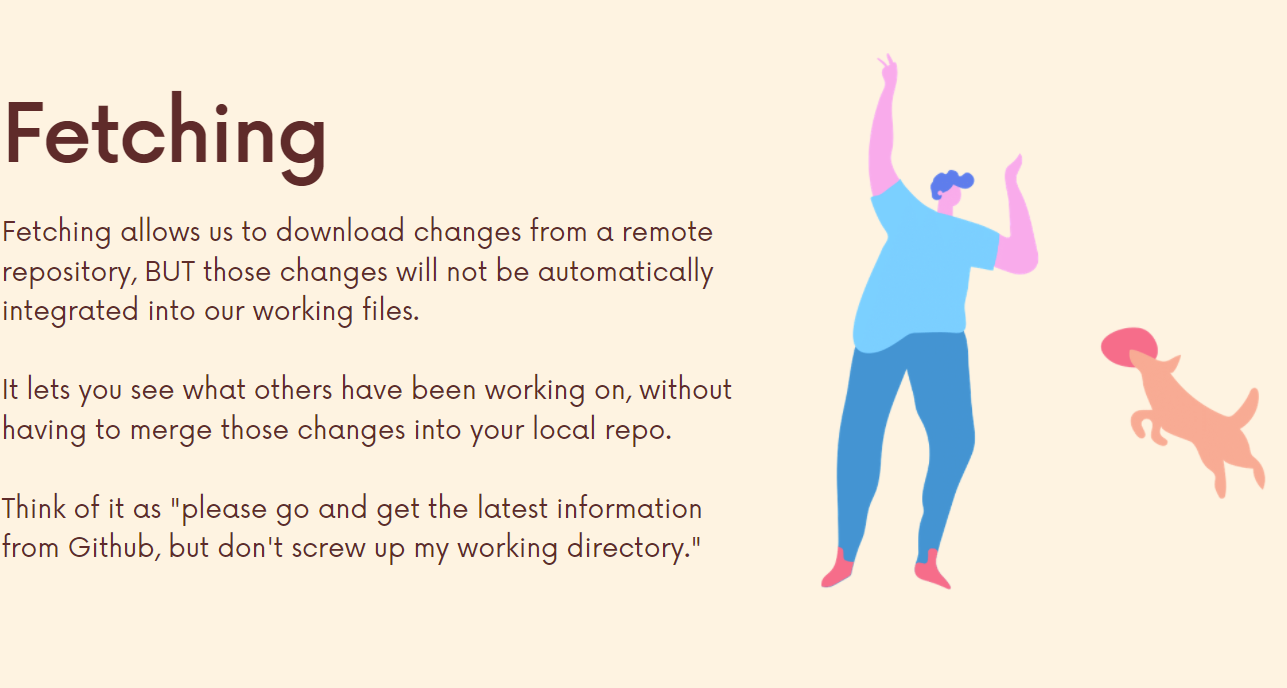 Fetching
Fetching allows us to download changes from a remote
repository, BUT those changes will not be automatically
integrated into our working files.
It lets you see what others have been working on, without
having to merge those changes into your local repo.
Think of it as "please go and get the latest information
from Github, but don't screw up my working directory."